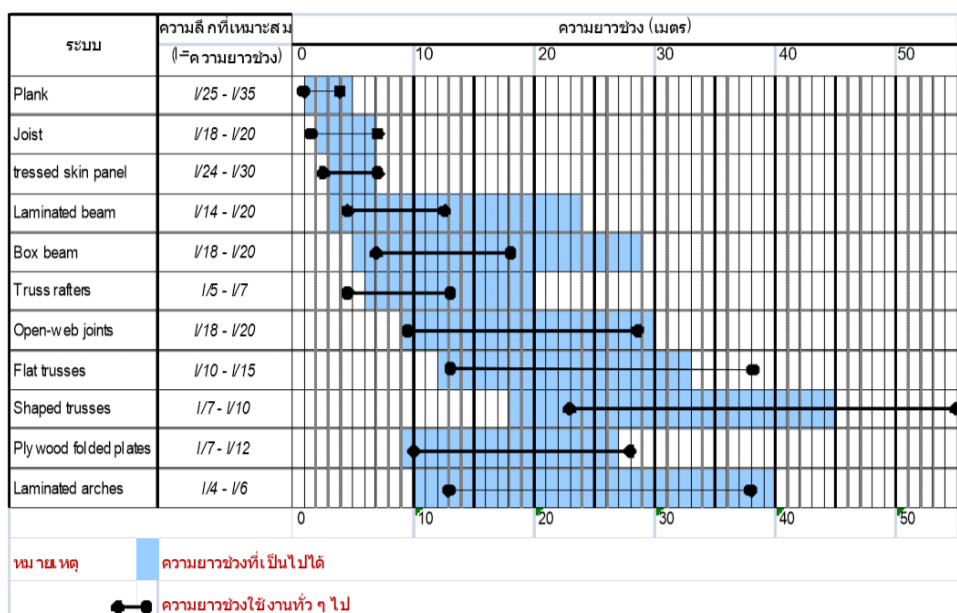 ระบบ ความลึกที่เหมาะสม ความยาวช่วง (เมตร)
(l=ความยาวช่วง) 0 10 20 30 40 50
Plank l/25 - l/35
Joist l/18 - l/20
tressed skin panel l/24 - l/30
Laminated beam l/14 - l/20
Box beam l/18 - l/20
Truss rafters l/5 - l/7
Open-web joints l/18 - l/20
Flat trusses l/10 - l/15
Shaped trusses l/7 - l/10
Plywood folded plates l/7 - l/12
Laminated arches l/4 - l/6
0 10 20 30 40 50
หมายเหตุ ความยาวช่วงที่เป็นไปได้
ความยาวช่วงใช้งานทั่ว ๆ ไป